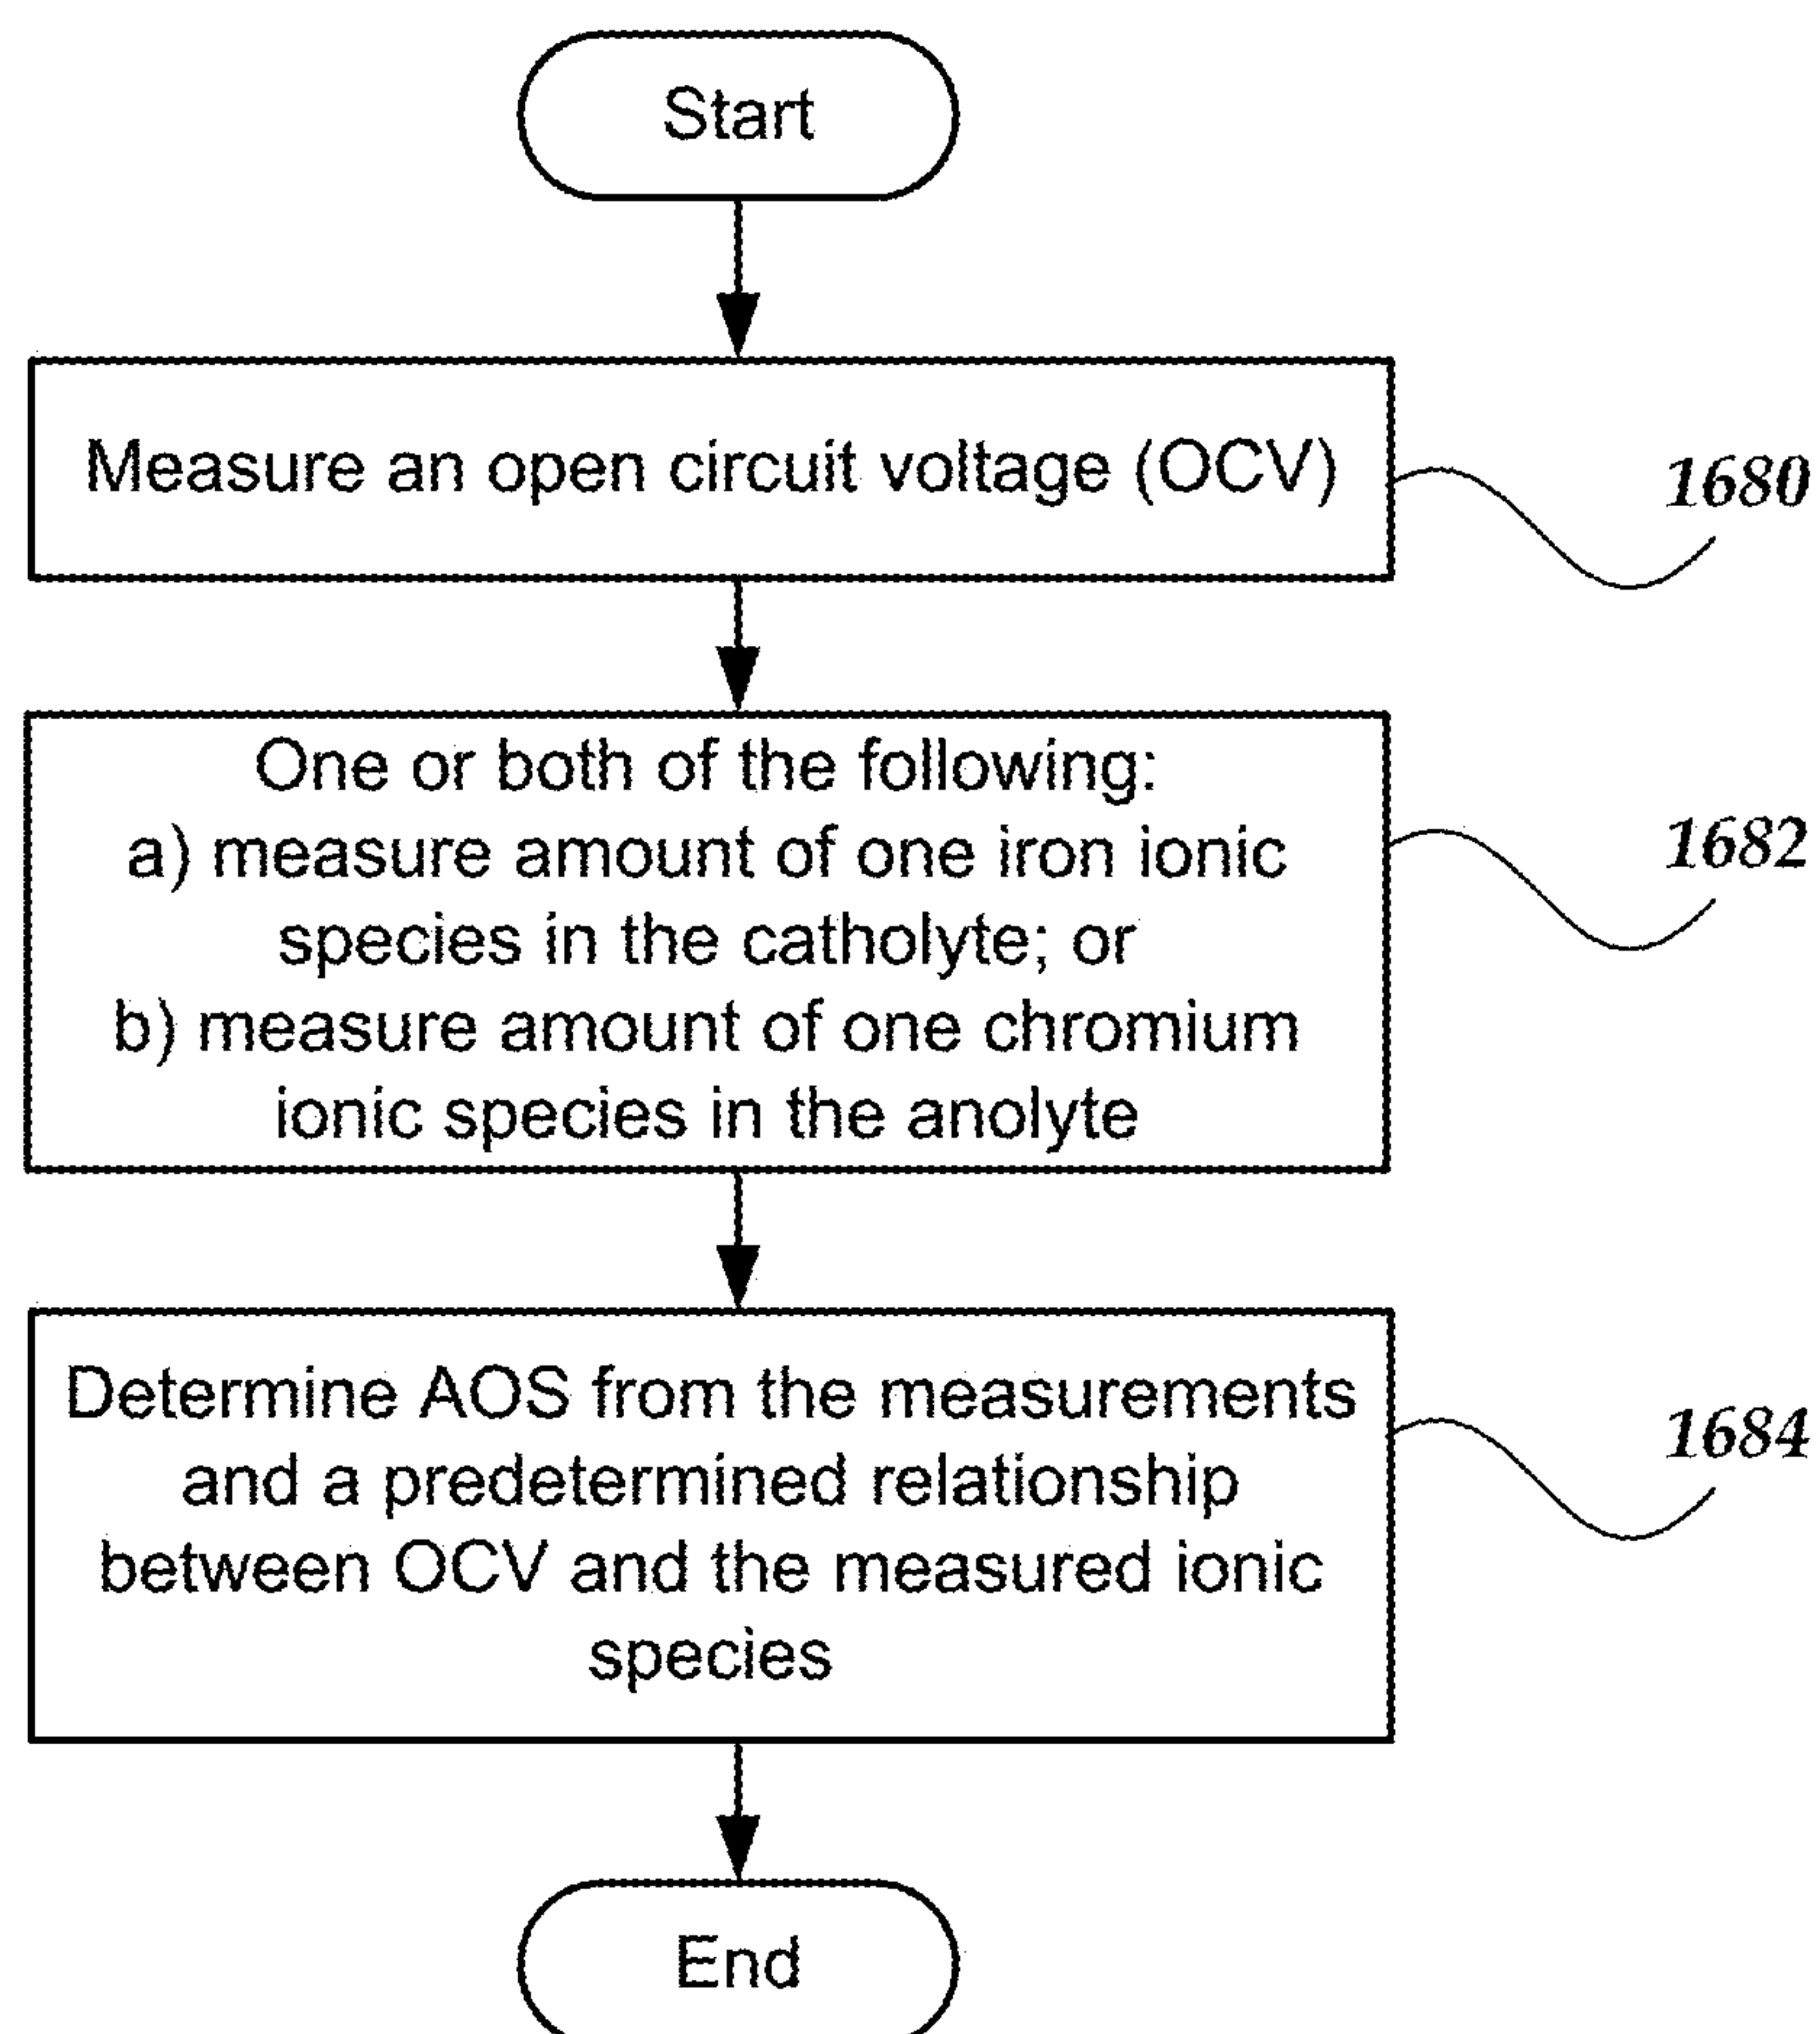 Start
Measure an open circuit voltage (OCV)
1680
One or both of the following:
a) measure amount of one iron ionic
species in the catholyte; or
b) measure amount of one chromium
ionic species in the anolyte
1682
Determine AOS from the measurements
and a predetermined relationship
between OCV and the measured ionic
species
1684
End